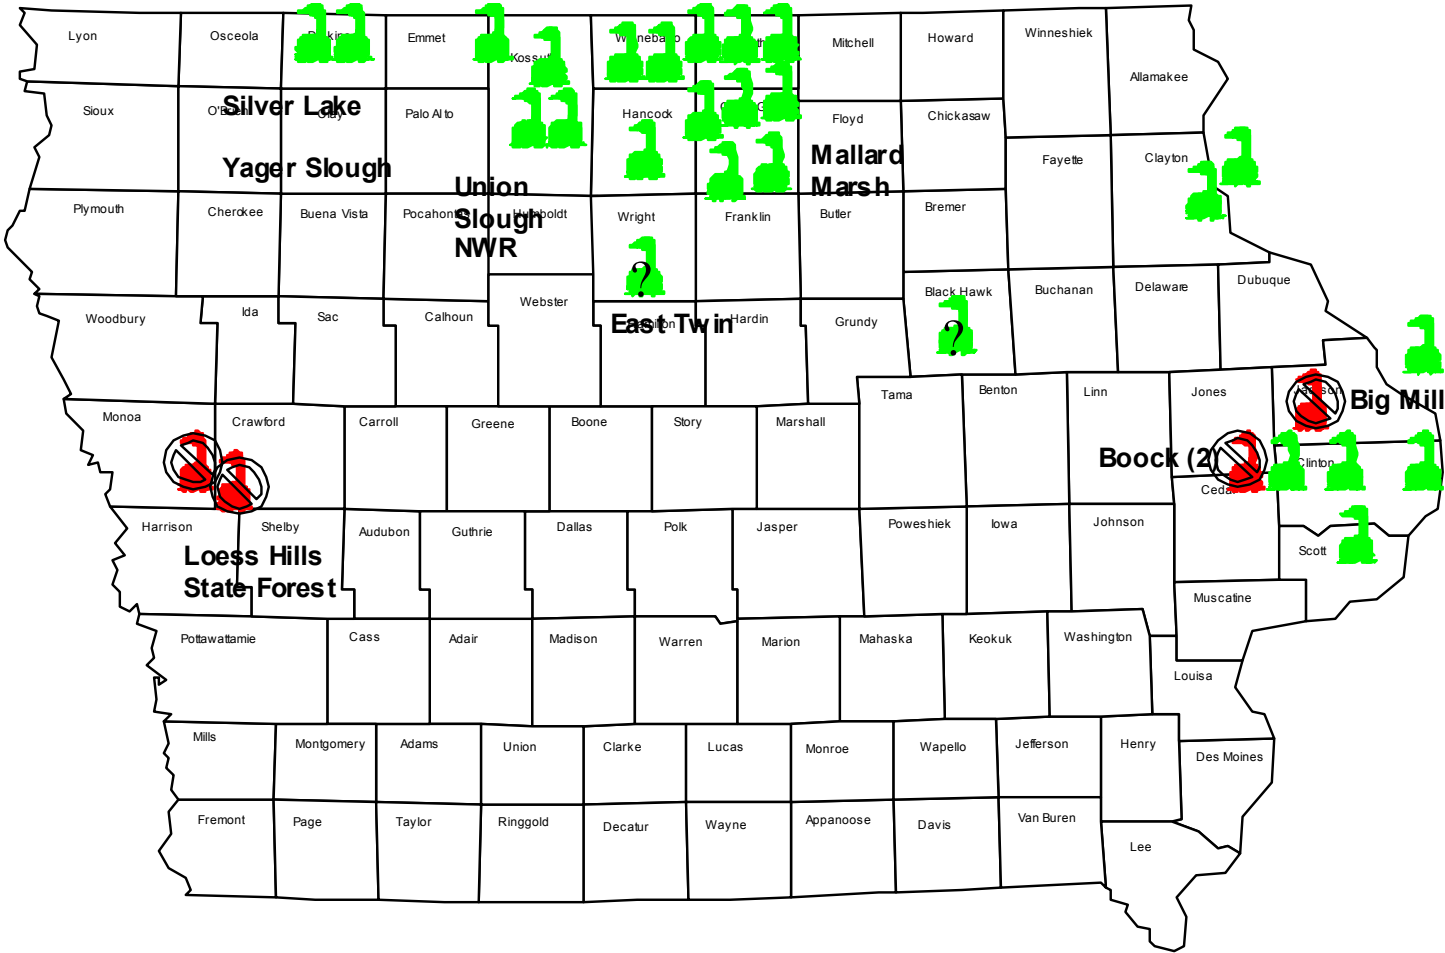 Lyon
Osceola
Emmet
Mitchell
Howard
Winneshiek
Allamakee
Sioux
Silver Lake
Palo Alto
Hancock
Floyd
Chickasaw
Yager Slough
Mallard
Marsh
Fayette
Clayton
Union
Slough
NWR
Plymouth
Cherokee
Buena Vista
Pocahontas
Humboldt
Wright
Franklin
Butler
Bremer
?
Woodbury
Ida
Sac
Calhoun
Webster
East Twin
Hardin
Grundy
Black Hawk
?
Buchanan
Delaware
Dubuque
Monoa
Crawford
Carroll
Greene
Boone
Story
Marshall
Tama
Benton
Linn
Jones
Big Mill
Boock (2)
Clinton
Harrison
Shelby
Audubon
Guthrie
Dallas
Polk
Jasper
Poweshiek
Iowa
Johnson
Scott
Loess Hills
State Forest
Muscatine
Pottawattamie
Cass
Adair
Madison
Warren
Marion
Mahaska
Keokuk
Washington
Louisa
Mills
Montgomery
Adams
Union
Clarke
Lucas
Monroe
Wapello
Jefferson
Henry
Des Moines
Fremont
Page
Taylor
Ringgold
Decatur
Wayne
Appanoose
Davis
Van Buren
Lee